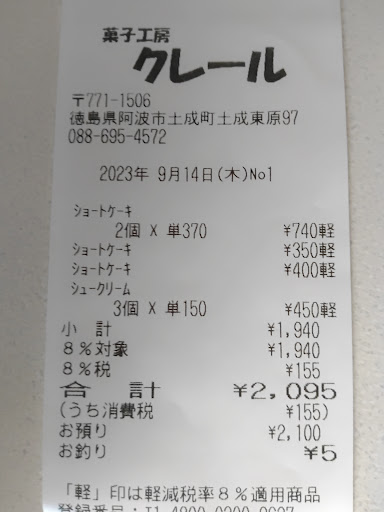 菓子工房
クレール
〒771-1506
徳島県阿波市土成町土成東原97
088-695-4572
2023年 9月14日(木)No1
ショートケーキ
2個 X 単370 ¥740軽
ショートケーキ ¥350軽
ショートケーキ ¥400軽
シュークリーム
3個 X 単150 ¥450軽
小 計 ¥1,940
8%対象 ¥1,940
8%税 ¥155
合 計 ¥2,095
(うち消費税 ¥155)
お預り ¥2,100
お釣り ¥5
「軽」印は軽減税率8%適用商品